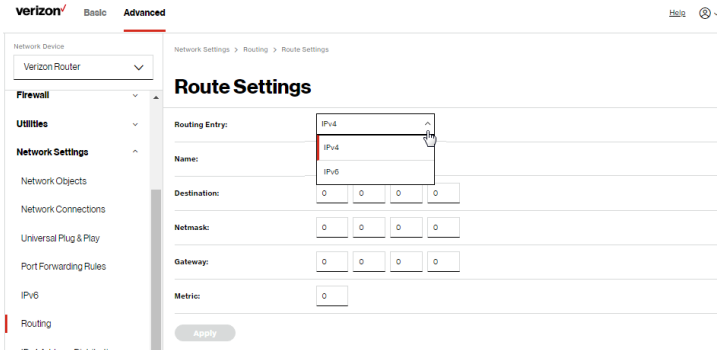 verizon
Basic
Advanced
Help
Network Device
Verizon Router
Firewall
Utilities
Network Settings
Network Objects
Network Connections
Universal Plug & Play
Port Forwarding Rules
IPv6
Routing
Network Settings > Routing > Route Settings
Route Settings
Routing Entry:
IPv4
IPv4
IPv6
Name:
Destination:
0 0 0 0
Netmask:
0 0 0 0
Gateway:
0 0 0 0
Metric:
0
Apply